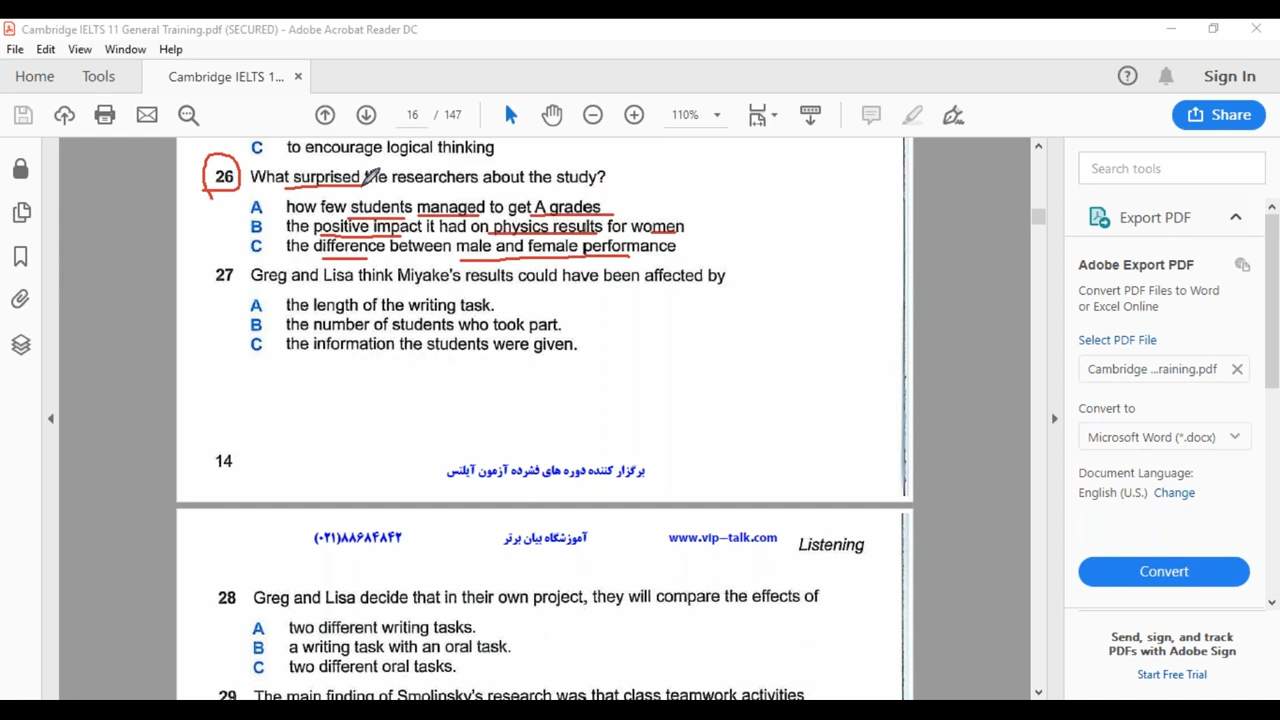 Cambridge IELTS 11 General Training.pdf (SECURED) - Adobe Acrobat Reader DC
File Edit View Window Help
Home Tools Cambridge IELTS 1... × Sign In
16 / 147 110% Share
C to encourage logical thinking
26 What surprised the researchers about the study?
A how few students managed to get A grades
B the positive impact it had on physics results for women
C the difference between male and female performance
27 Greg and Lisa think Miyake's results could have been affected by
A the length of the writing task.
B the number of students who took part.
C the information the students were given.
14
برگزار کننده دوره های فشرده آزمون آیلتس
(۰۲۱)۸۸۶۸۴۸۴۲ آموزشگاه بیان برتر www.vip-talk.com Listening
28 Greg and Lisa decide that in their own project, they will compare the effects of
A two different writing tasks.
B a writing task with an oral task.
C two different oral tasks.
29 The main finding of Smolinsky's research was that class teamwork activities
Search tools
Export PDF
Adobe Export PDF
Convert PDF Files to Word
or Excel Online
Select PDF File
Cambridge ...raining.pdf
Convert to
Microsoft Word (*.docx)
Document Language:
English (U.S.) Change
Convert
Send, sign, and track
PDFs with Adobe Sign
Start Free Trial